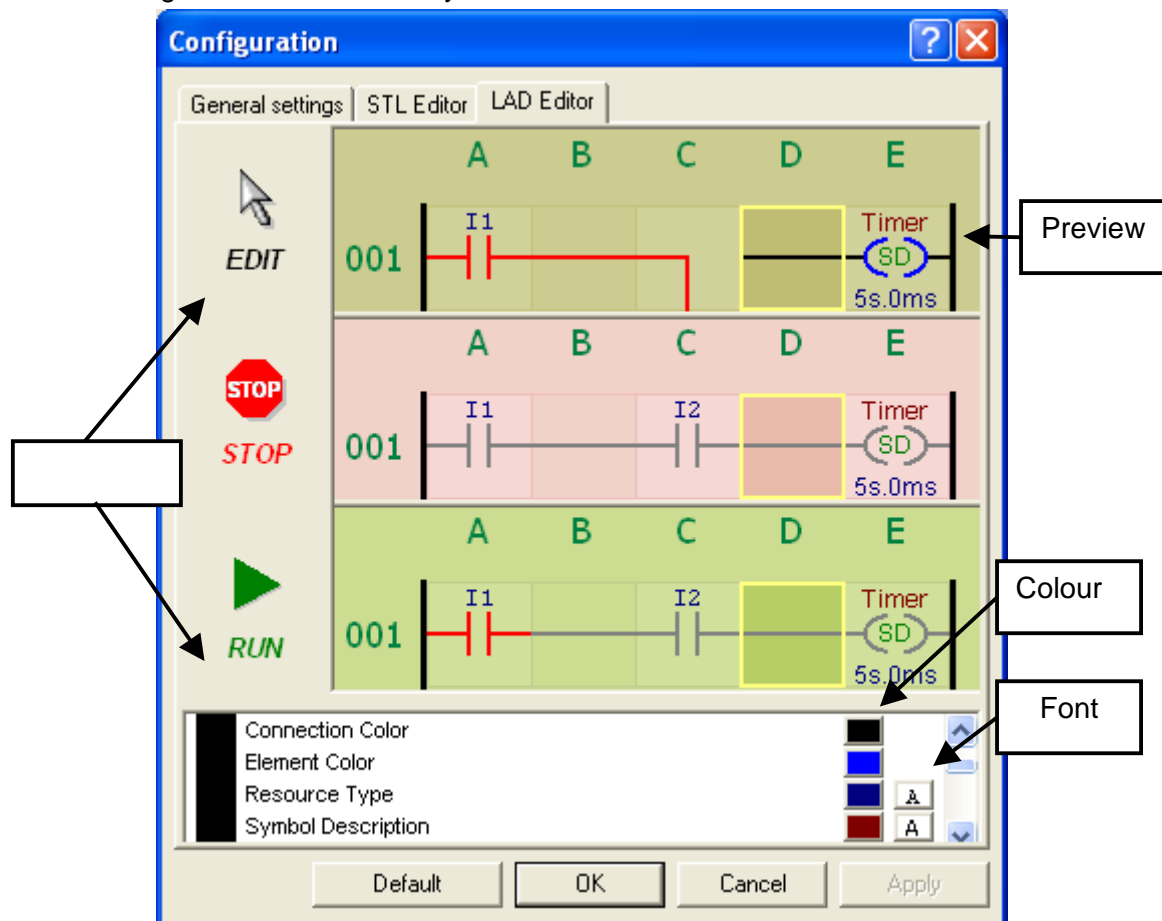 Configuration
General settings STL Editor LAD Editor
A B C D E
EDIT
001
I1
Timer
SD
5s.0ms
Preview
A B C D E
STOP
STOP
001
I1
I2
Timer
SD
5s.0ms
A B C D E
RUN
001
I1
I2
Timer
SD
5s.0ms
Colour
Font
Connection Color
Element Color
Resource Type A
Symbol Description A
Default OK Cancel Apply